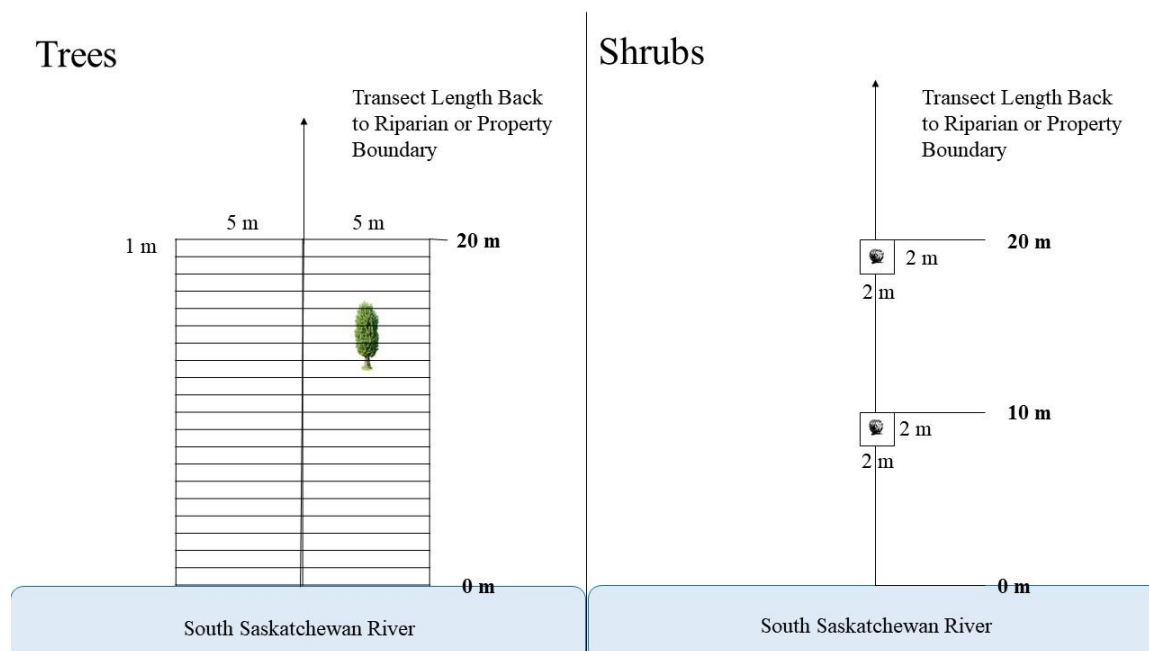 Trees
Transect Length Back
to Riparian or Property
Boundary
5 m
5 m
1 m
20 m
0 m
South Saskatchewan River
Shrubs
Transect Length Back
to Riparian or Property
Boundary
20 m
2 m
2 m
10 m
2 m
2 m
0 m
South Saskatchewan River